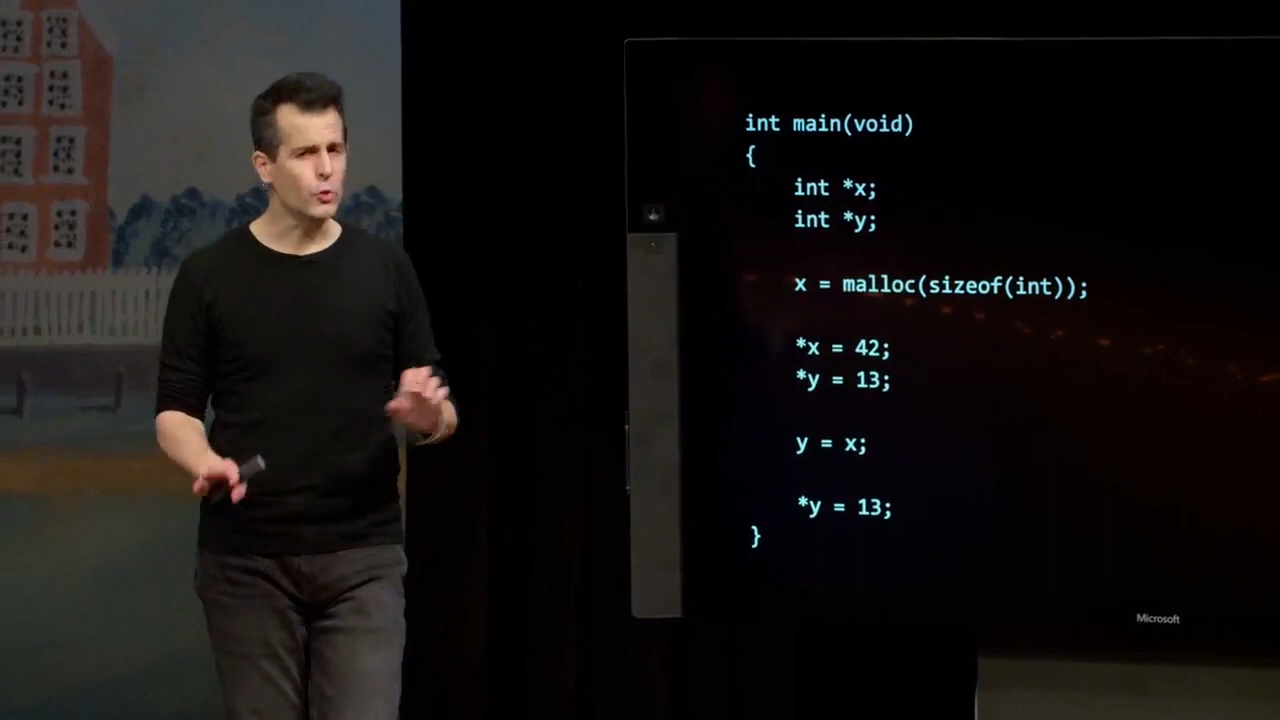 int main(void)
{
    int *x;
    int *y;
    x = malloc(sizeof(int));
    *x = 42;
    *y = 13;
    y = x;
    *y = 13;
}
Microsoft